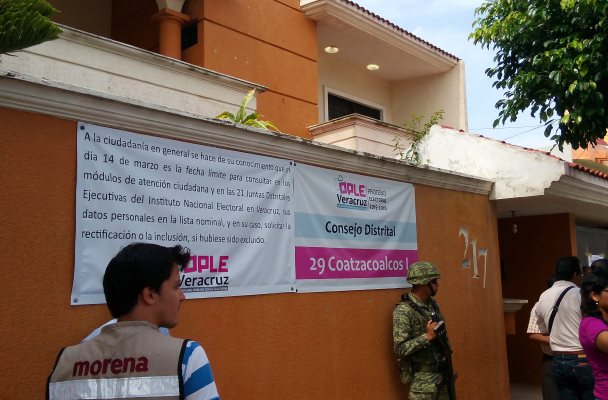 A la ciudadanía en general se hace de su conocimiento que el
día 14 de marzo es la fecha límite para consultar en los
módulos de atención ciudadana y en las 21 Juntas Distritales
Ejecutivas del Instituto Nacional Electoral en Veracruz, sus
datos personales en la lista nominal, y en su caso, solicitar la
rectificación o la inclusión, si hubiese sido excluido.
OPLE
Veracruz
OPLE
Veracruz
PROCESO
ELECTORAL
2015-2016
Consejo Distrital
29 Coatzacoalcos I
217
morena